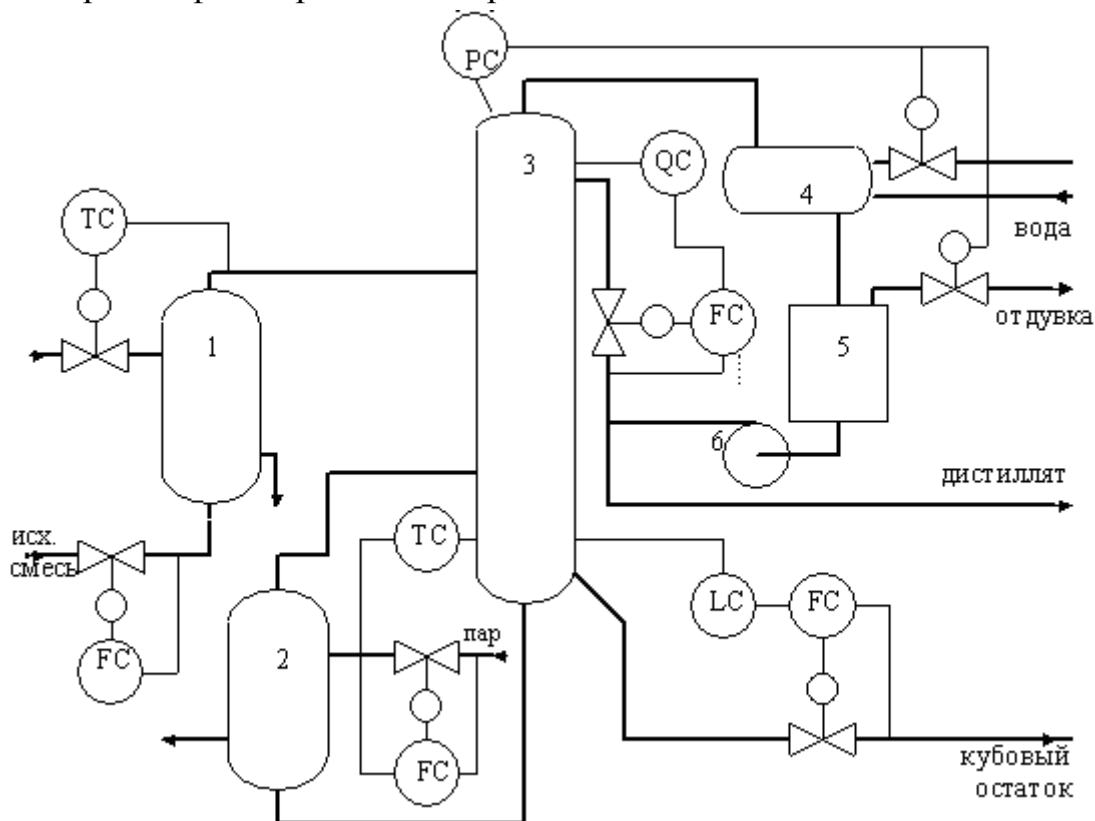 PC
3
QC
4
TC
вода
1
FC
отдувка
5
6
дистиллят
TC
исх.
смесь
LC
FC
пар
FC
2
FC
кубовый
остаток